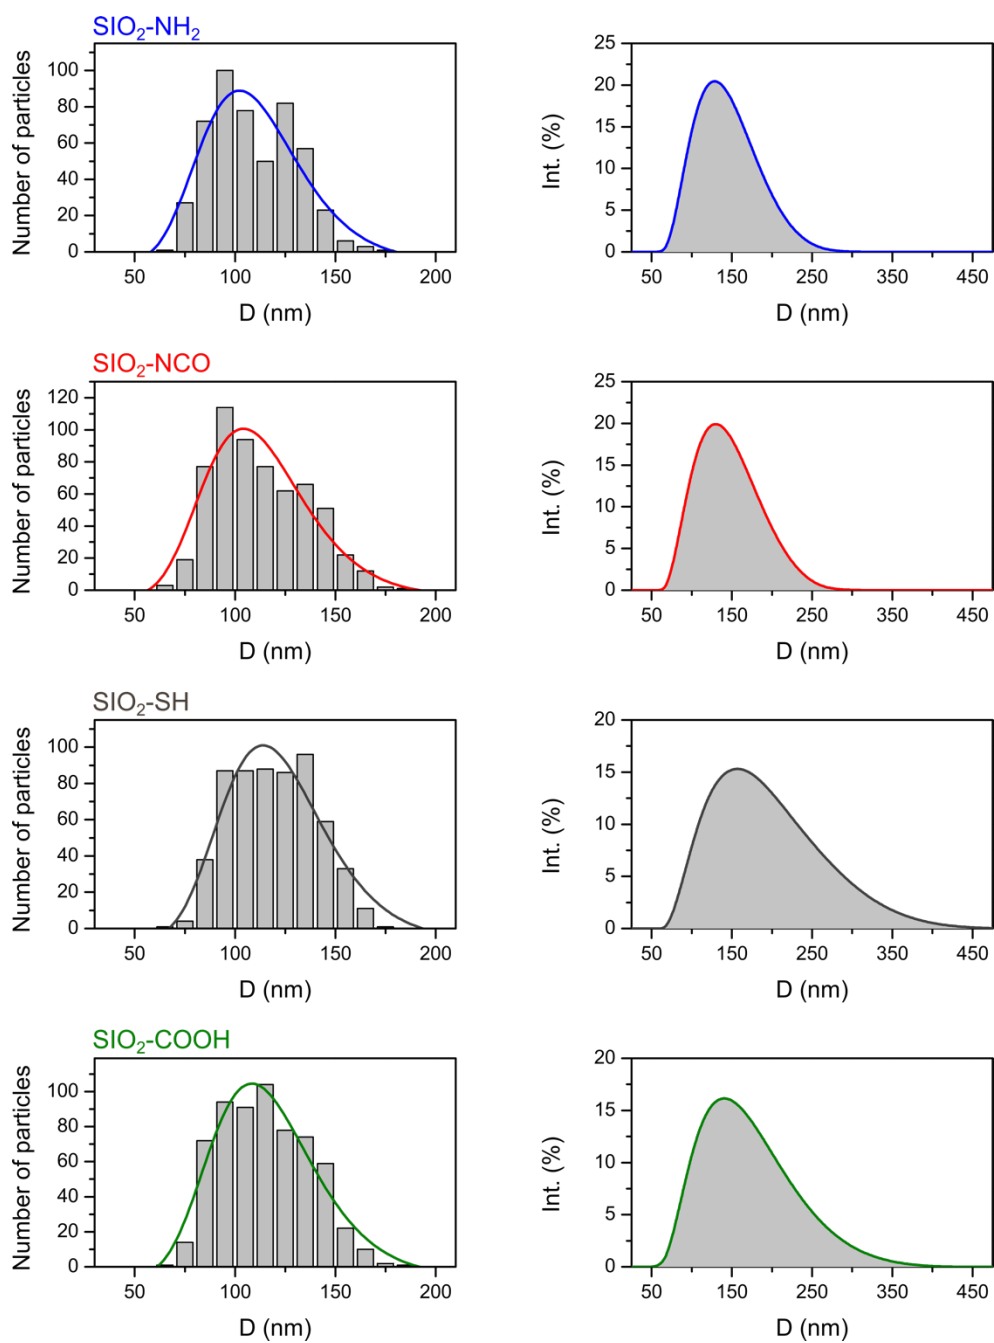 SIO₂-NH₂
Number of particles
100
80
60
40
20
0
50 100 150 200
D (nm)
Int. (%)
25
20
15
10
5
0
50 150 250 350 450
D (nm)
SIO₂-NCO
Number of particles
120
100
80
60
40
20
0
50 100 150 200
D (nm)
Int. (%)
25
20
15
10
5
0
50 150 250 350 450
D (nm)
SIO₂-SH
Number of particles
100
80
60
40
20
0
50 100 150 200
D (nm)
Int. (%)
20
15
10
5
0
50 150 250 350 450
D (nm)
SIO₂-COOH
Number of particles
100
80
60
40
20
0
50 100 150 200
D (nm)
Int. (%)
20
15
10
5
0
50 150 250 350 450
D (nm)